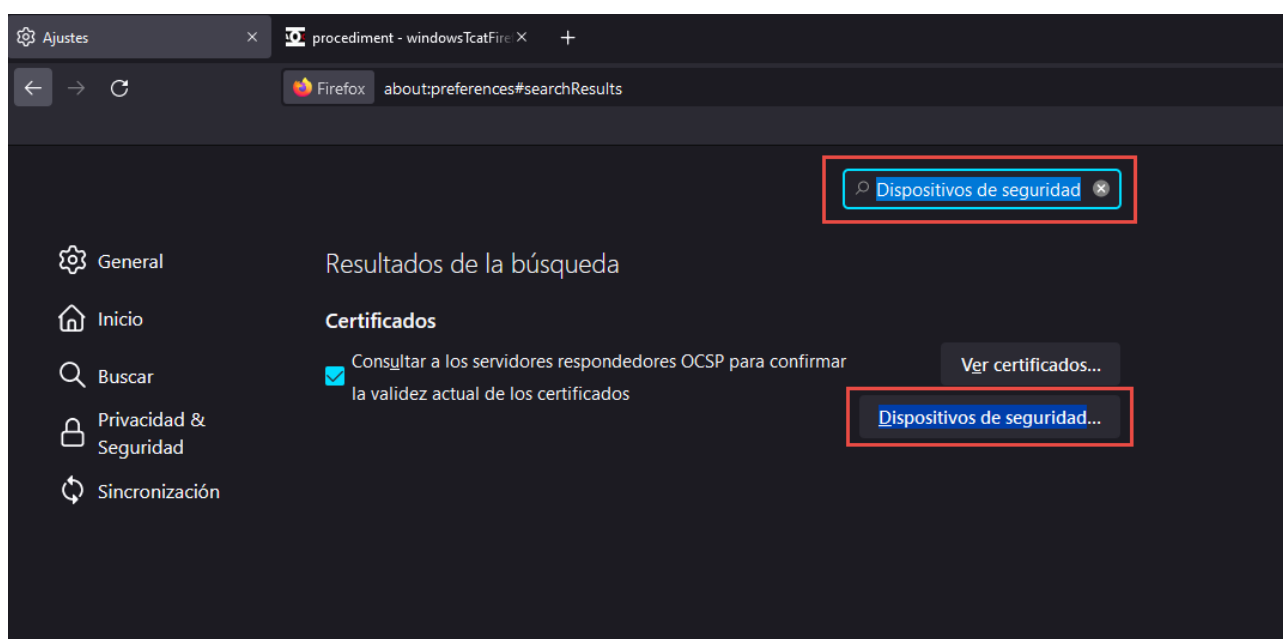 Ajustes
procediment - windowsTcatFire
Firefox about:preferences#searchResults
Dispositivos de seguridad
General
Inicio
Buscar
Privacidad &
Seguridad
Sincronización
Resultados de la búsqueda
Certificados
Consultar a los servidores respondedores OCSP para confirmar
la validez actual de los certificados
Ver certificados...
Dispositivos de seguridad...